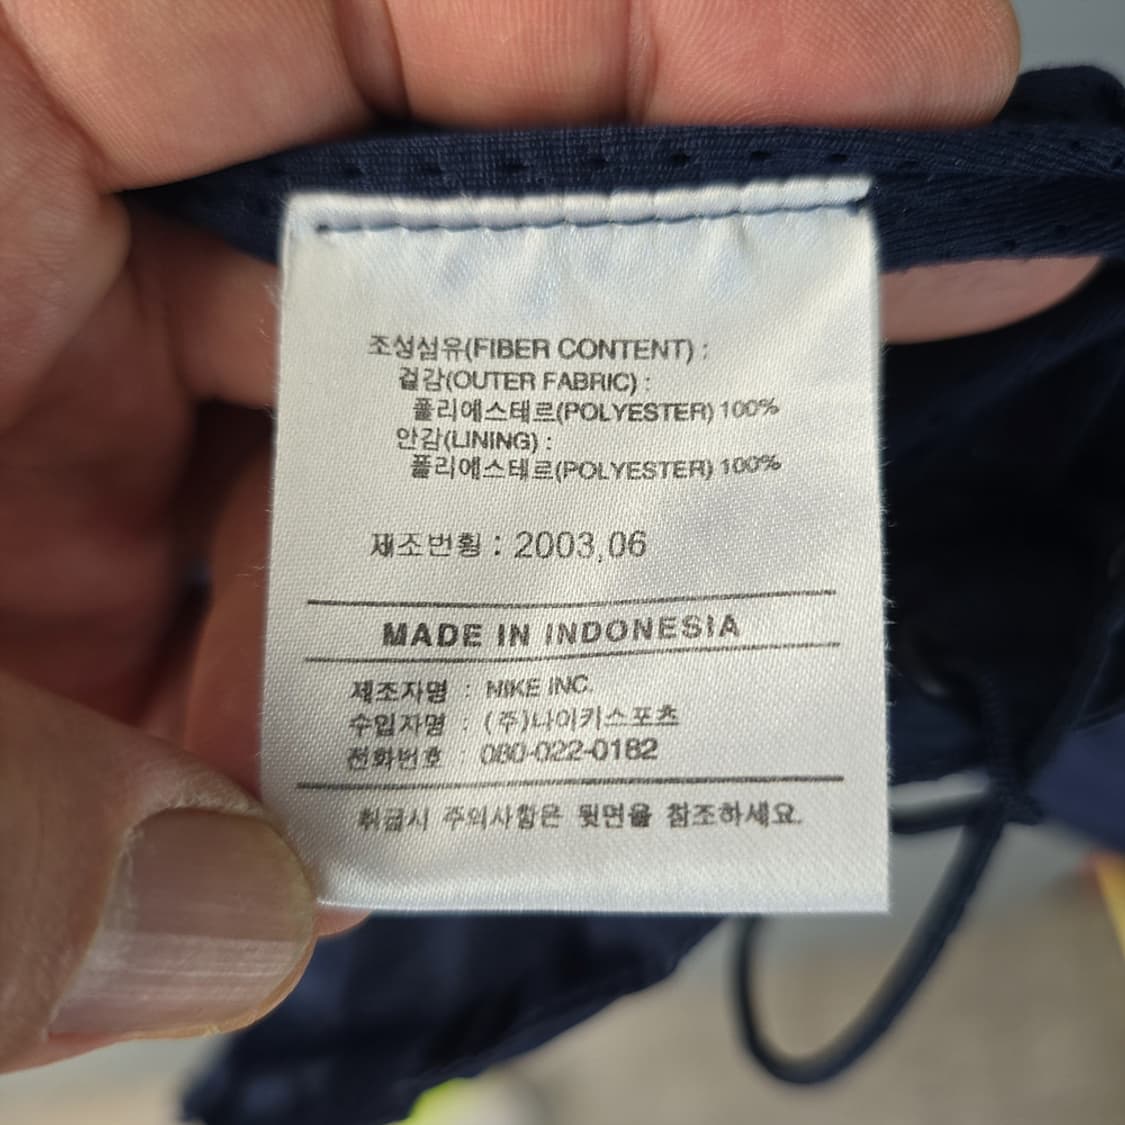 조성섬유(FIBER CONTENT) :
겉감(OUTER FABRIC) :
폴리에스테르(POLYESTER) 100%
안감(LINING) :
폴리에스테르(POLYESTER) 100%
제조번월 : 2003,06
MADE IN INDONESIA
제조자명 : NIKE INC.
수입자명 : (주)나이키스포츠
전화번호 : 080-022-0182
취급시 주의사항은 뒷면을 참조하세요.